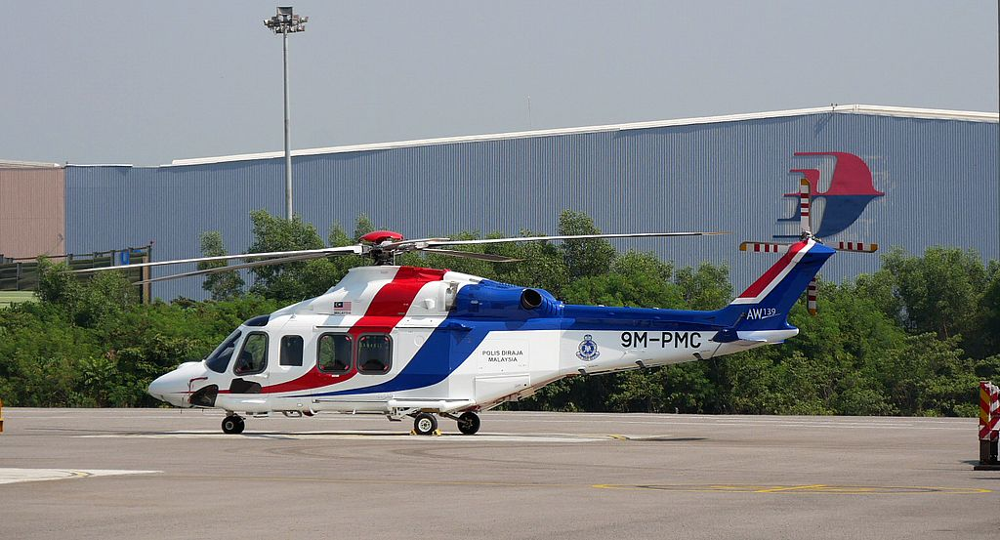 POLIS DIRAJA
MALAYSIA
9M-PMC
AW139